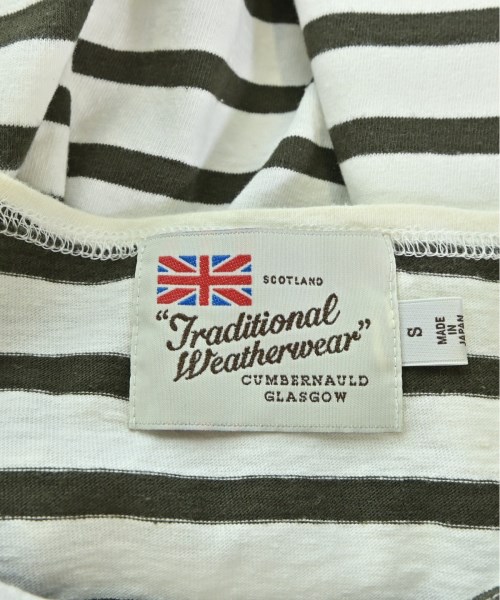 SCOTLAND
"Traditional
Weatherwear"
CUMBERNAULD
GLASGOW
S
MADE
IN
JAPAN